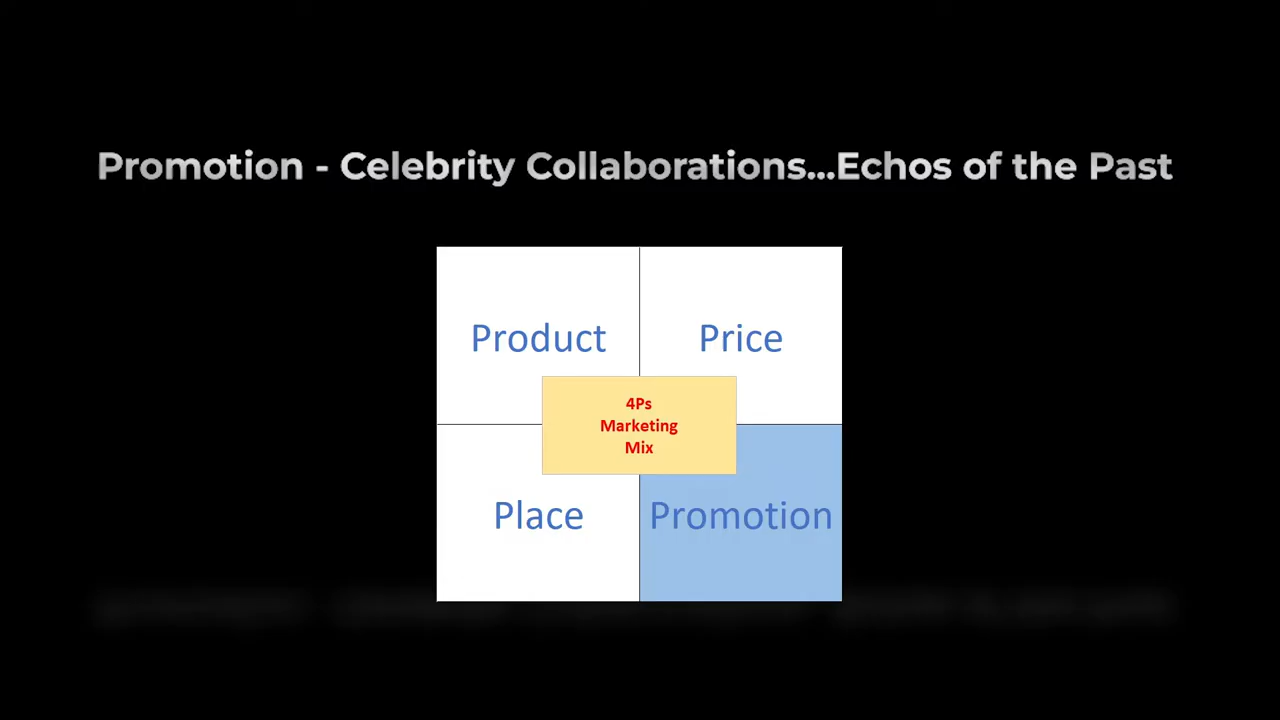 Promotion - Celebrity Collaborations...Echos of the Past
Product
Price
4Ps
Marketing
Mix
Place
Promotion